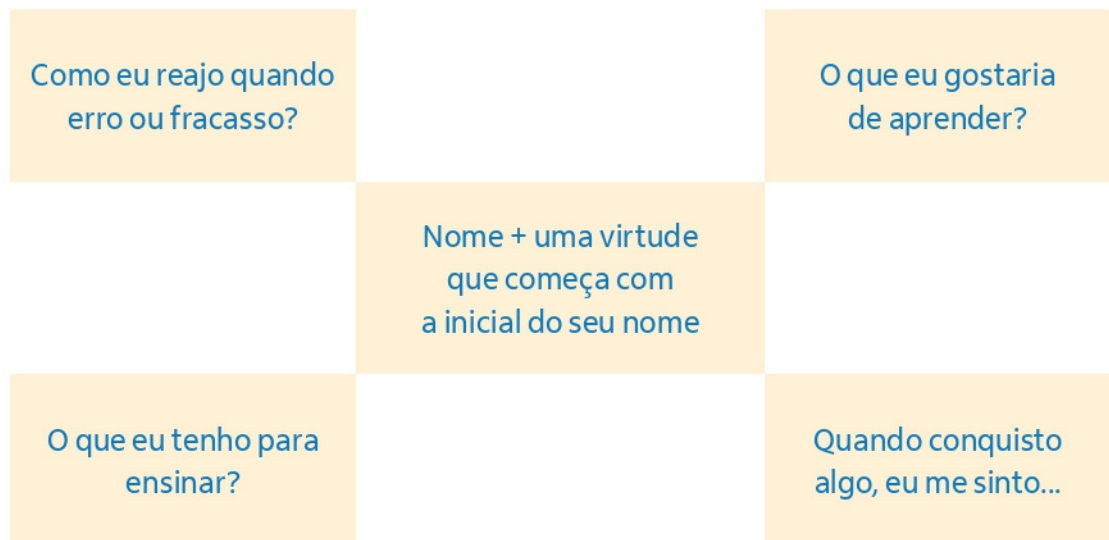 Como eu reajo quando
erro ou fracasso?
O que eu gostaria
de aprender?
Nome + uma virtude
que começa com
a inicial do seu nome
O que eu tenho para
ensinar?
Quando conquisto
algo, eu me sinto...